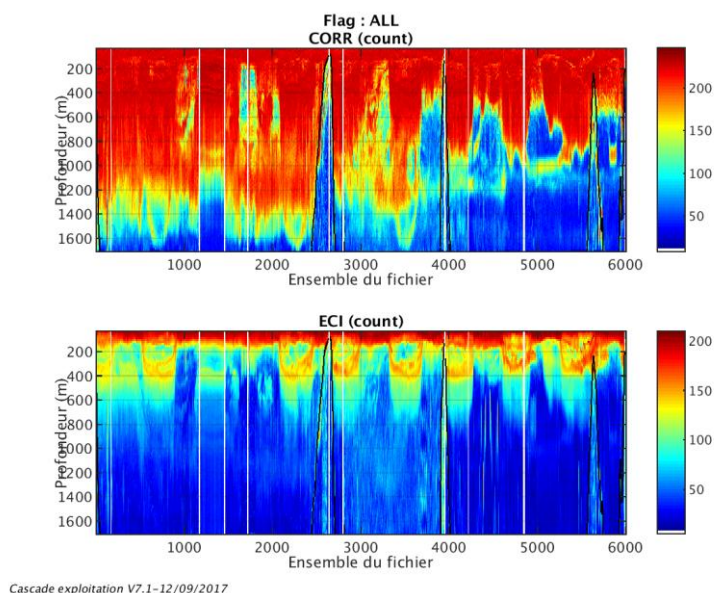 Flag : ALL
CORR (count)
Profondeur (m)
200
400
600
800
1000
1200
1400
1600
1000 2000 3000 4000 5000 6000
Ensemble du fichier
200
150
100
50
ECI (count)
Profondeur (m)
200
400
600
800
1000
1200
1400
1600
1000 2000 3000 4000 5000 6000
Ensemble du fichier
200
150
100
50
Cascade exploitation V7.1-12/09/2017